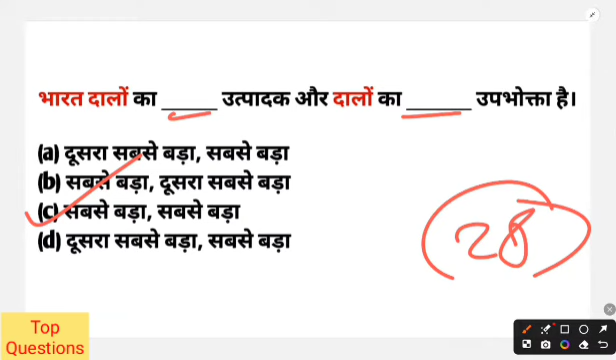 भारत दालों का _____ उत्पादक और दालों का ______ उपभोक्ता है।
(a) दूसरा सबसे बड़ा, सबसे बड़ा
(b) सबसे बड़ा, दूसरा सबसे बड़ा
(c) सबसे बड़ा, सबसे बड़ा
(d) दूसरा सबसे बड़ा, सबसे बड़ा
28
Top
Questions